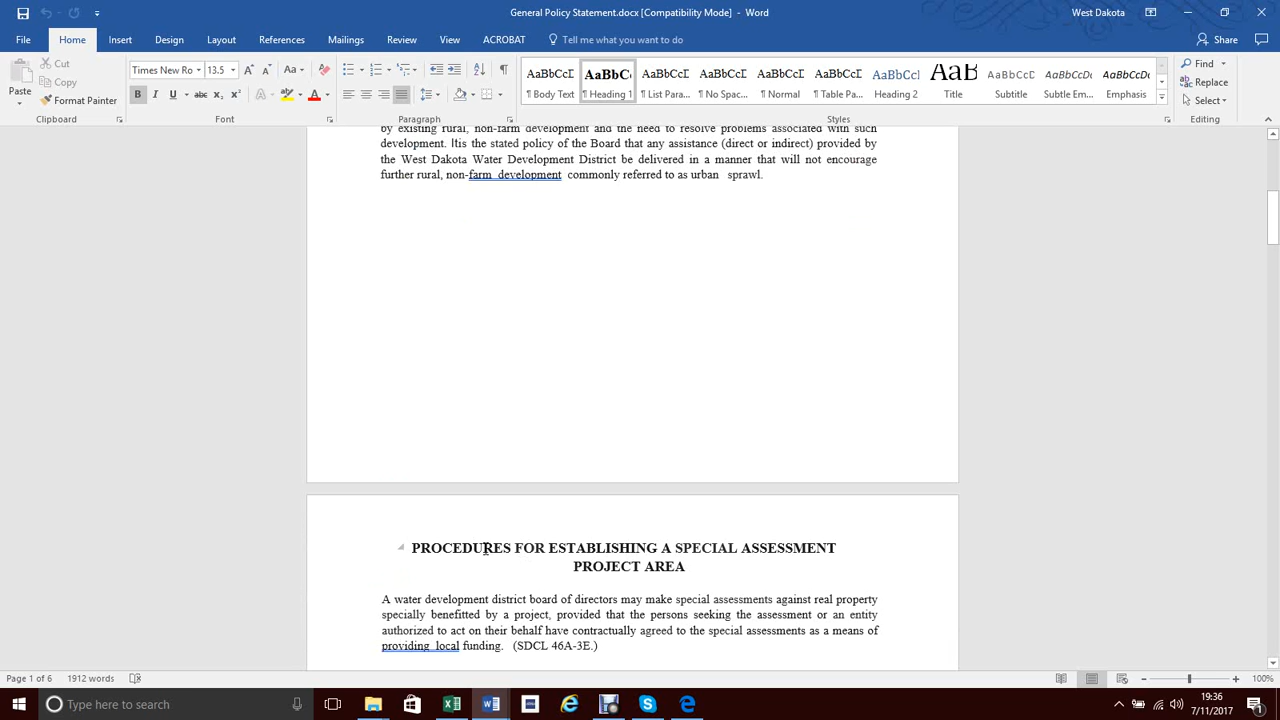 General Policy Statement.docx [Compatibility Mode] - Word
West Dakota
File Home Insert Design Layout References Mailings Review View ACROBAT Tell me what you want to do
Share
Paste
Cut
Copy
Format Painter
Clipboard
Times New Ro 13.5
Aa
B I U abc x₂ x²
A
Font
Paragraph
AaBbCcI AaBbC AaBbCcI AaBbCcI AaBbCcI AaBbCcI AaBbCcI AaB AaBbCcD AaBbCcDi AaBbCcDi
¶ Body Text ¶ Heading 1 ¶ List Para... ¶ No Spac... ¶ Normal ¶ Table Pa... Heading 2 Title Subtitle Subtle Em... Emphasis
Styles
Find
Replace
Select
Editing
by existing rural, non-farm development and the need to resolve problems associated with such
development. Itis the stated policy of the Board that any assistance (direct or indirect) provided by
the West Dakota Water Development District be delivered in a manner that will not encourage
further rural, non-farm development commonly referred to as urban sprawl.
PROCEDURES FOR ESTABLISHING A SPECIAL ASSESSMENT
PROJECT AREA
A water development district board of directors may make special assessments against real property
specially benefitted by a project, provided that the persons seeking the assessment or an entity
authorized to act on their behalf have contractually agreed to the special assessments as a means of
providing local funding. (SDCL 46A-3E.)
Page 1 of 6 1912 words
100%
Type here to search
19:36
7/11/2017